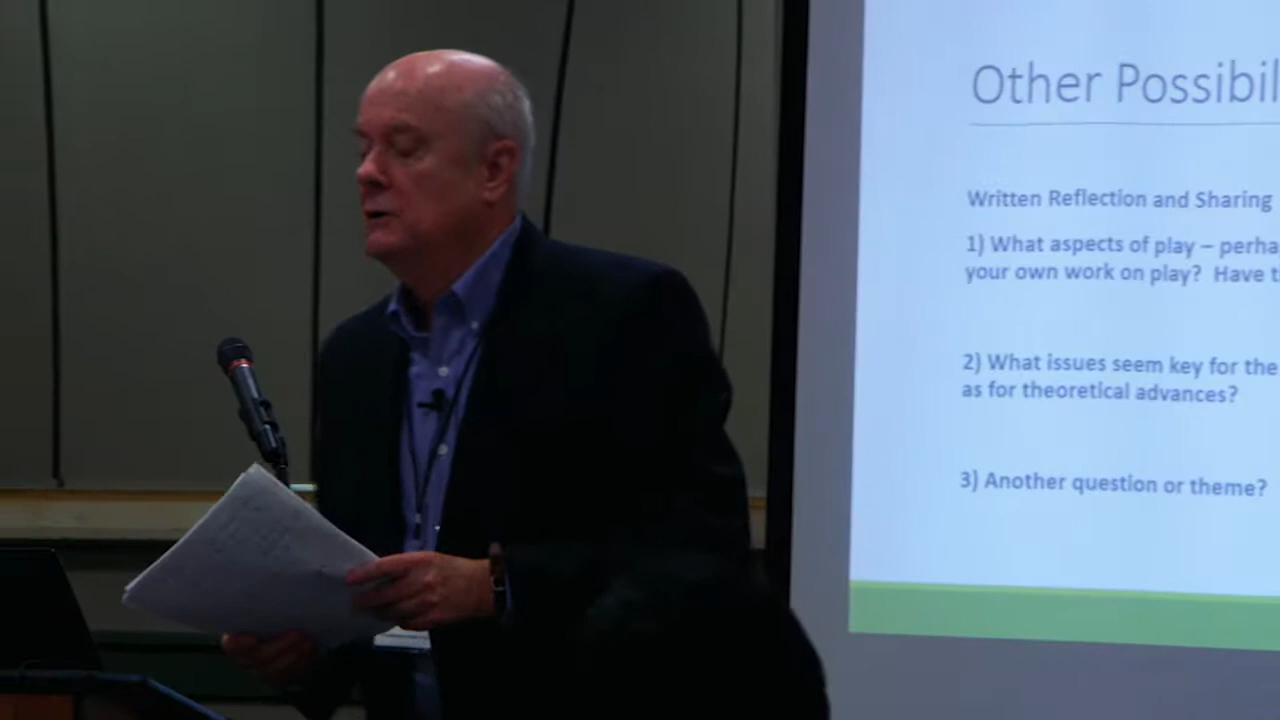 Other Possibil
Written Reflection and Sharing
1) What aspects of play – perha
your own work on play? Have t
2) What issues seem key for the
as for theoretical advances?
3) Another question or theme?